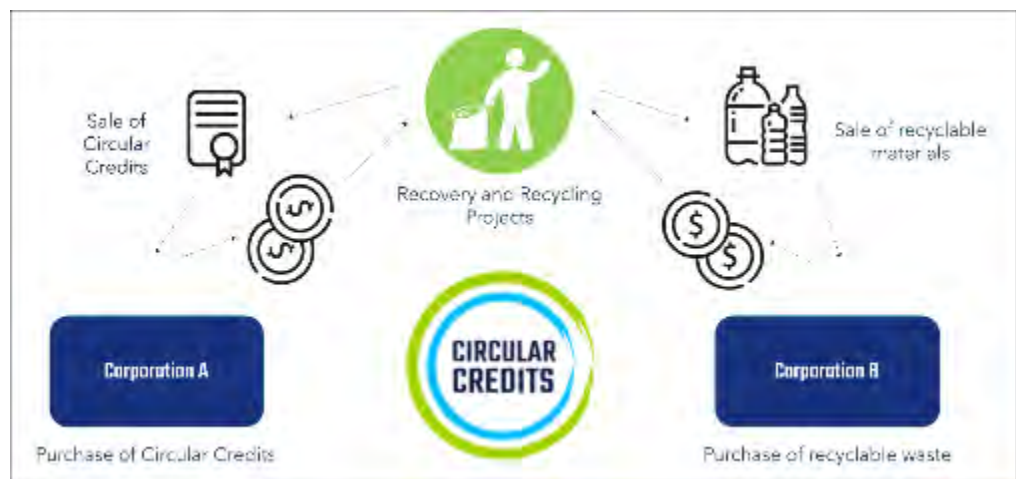 Sale of
Circular
Credits
Sale of recyclable
materials
Recovery and Recycling
Projects
$
$
$
$
CIRCULAR
CREDITS
Corporation A
Corporation B
Purchase of Circular Credits
Purchase of recyclable waste